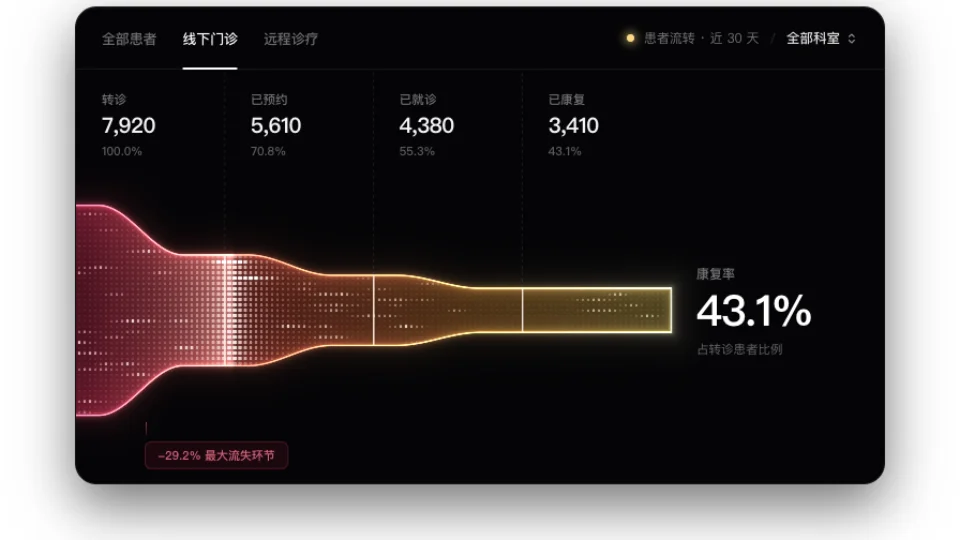 全部患者 线下门诊 远程诊疗 患者流转 · 近 30 天 / 全部科室
转诊 已预约 已就诊 已康复
7,920 5,610 4,380 3,410
100.0% 70.8% 55.3% 43.1%
康复率
43.1%
占转诊患者比例
−29.2% 最大流失环节